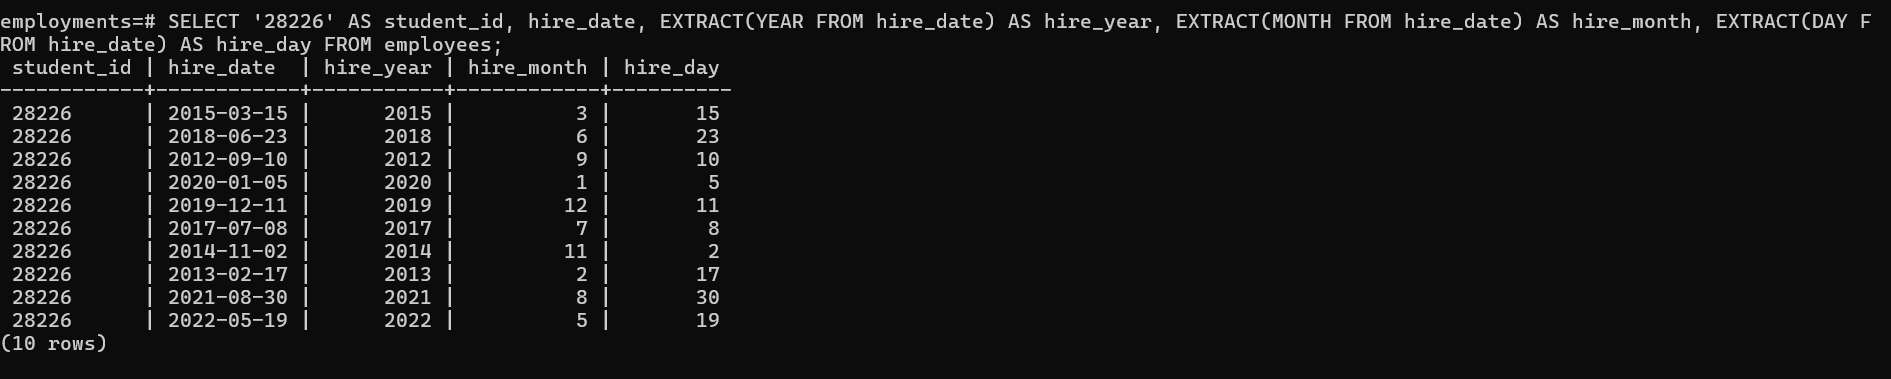 employments=# SELECT '28226' AS student_id, hire_date, EXTRACT(YEAR FROM hire_date) AS hire_year, EXTRACT(MONTH FROM hire_date) AS hire_month, EXTRACT(DAY F
ROM hire_date) AS hire_day FROM employees;
 student_id | hire_date  | hire_year | hire_month | hire_day
------------+------------+-----------+------------+----------
 28226      | 2015-03-15 |      2015 |          3 |       15
 28226      | 2018-06-23 |      2018 |          6 |       23
 28226      | 2012-09-10 |      2012 |          9 |       10
 28226      | 2020-01-05 |      2020 |          1 |        5
 28226      | 2019-12-11 |      2019 |         12 |       11
 28226      | 2017-07-08 |      2017 |          7 |        8
 28226      | 2014-11-02 |      2014 |         11 |        2
 28226      | 2013-02-17 |      2013 |          2 |       17
 28226      | 2021-08-30 |      2021 |          8 |       30
 28226      | 2022-05-19 |      2022 |          5 |       19
(10 rows)